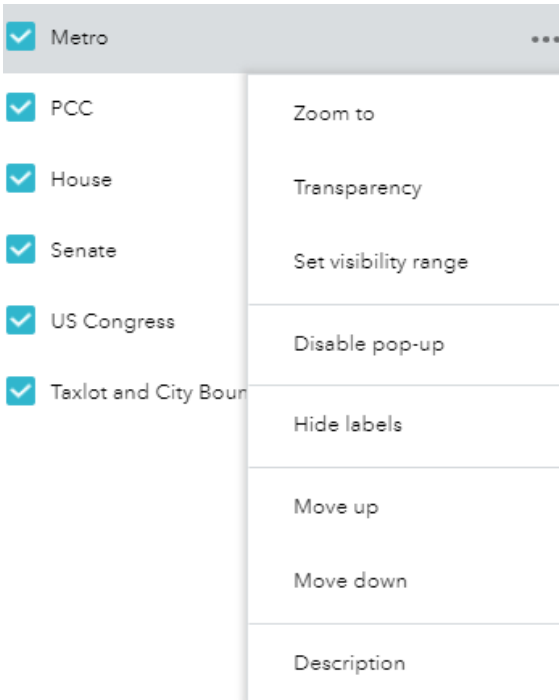 Metro
PCC
House
Senate
US Congress
Taxlot and City Boun
Zoom to
Transparency
Set visibility range
Disable pop-up
Hide labels
Move up
Move down
Description